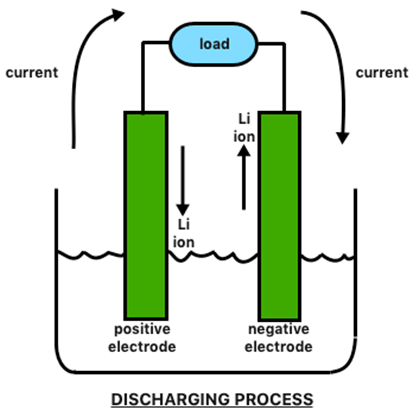 load
current
current
Li
ion
Li
ion
positive
electrode
negative
electrode
DISCHARGING PROCESS